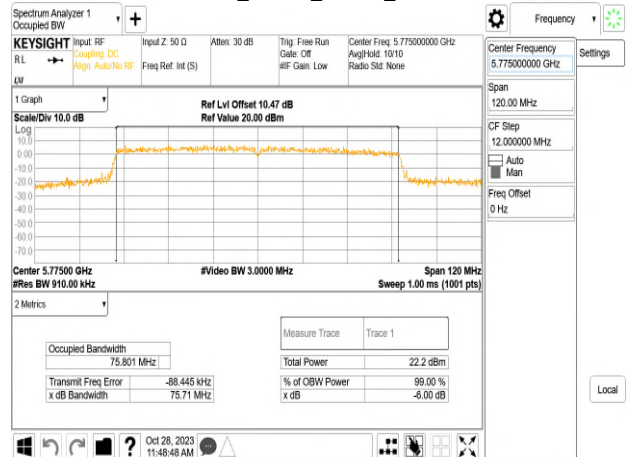 Spectrum Analyzer 1
Occupied BW
+
Frequency
Settings
KEYSIGHT
Input: RF
Coupling: DC
Align: Auto/No RF
Input Z: 50 Ω
Freq Ref: Int (S)
Atten: 30 dB
Trig: Free Run
Gate: Off
#IF Gain: Low
Center Freq: 5.775000000 GHz
Avg|Hold: 10/10
Radio Std: None
RL
LXI
Center Frequency
5.775000000 GHz
Span
120.00 MHz
CF Step
12.000000 MHz
Auto
Man
Freq Offset
0 Hz
1 Graph
Scale/Div 10.0 dB
Ref Lvl Offset 10.47 dB
Ref Value 20.00 dBm
Log
10.0
0.00
-10.0
-20.0
-30.0
-40.0
-50.0
-60.0
-70.0
Center 5.77500 GHz
#Video BW 3.0000 MHz
Span 120 MHz
#Res BW 910.00 kHz
Sweep 1.00 ms (1001 pts)
2 Metrics
Measure Trace
Trace 1
Occupied Bandwidth
75.801 MHz
Total Power
22.2 dBm
Transmit Freq Error
-88.445 kHz
% of OBW Power
99.00 %
x dB Bandwidth
75.71 MHz
x dB
-6.00 dB
Local
?
Oct 28, 2023
11:48:48 AM